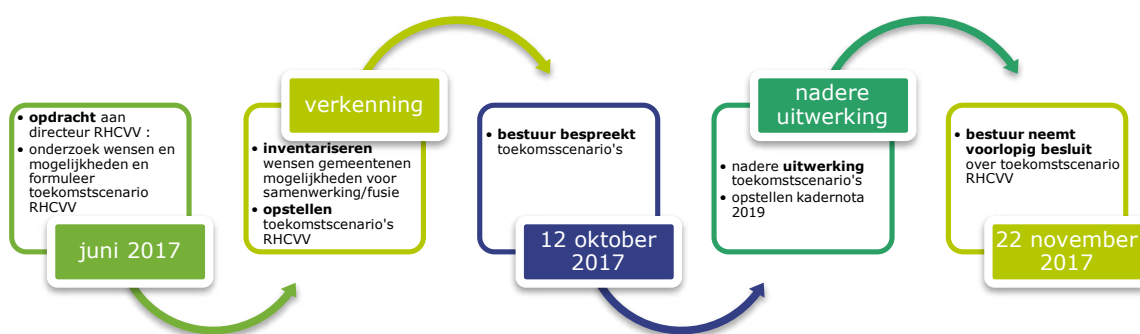 • opdracht aan
directeur RHCVV :
• onderzoek wensen en
mogelijkheden en
formuleer
toekomstscenario
RHCVV
juni 2017
verkenning
• inventariseren
wensen gemeentenen
mogelijkheden voor
samenwerking/fusie
• opstellen
toekomstscenario's
RHCVV
• bestuur bespreekt
toekomsscenario's
12 oktober
2017
nadere
uitwerking
• nadere uitwerking
toekomstscenario's
• opstellen kadernota
2019
• bestuur neemt
voorlopig besluit
over toekomstscenario
RHCVV
22 november
2017